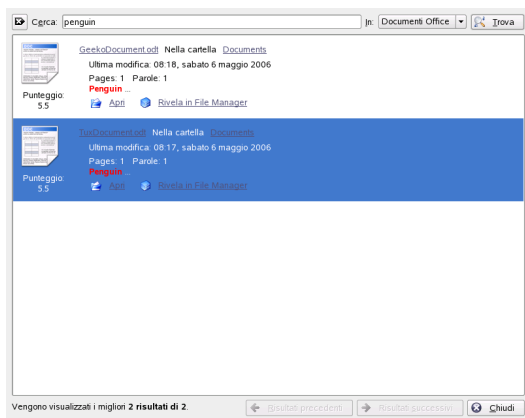 Cerca: penguin In: Documenti Office Trova
GeekoDocument.odt Nella cartella Documents
Ultima modifica: 08:18, sabato 6 maggio 2006
Pages: 1 Parole: 1
Penguin ...
Punteggio:
5.5
Apri Rivela in File Manager
TuxDocument.odt Nella cartella Documents
Ultima modifica: 08:17, sabato 6 maggio 2006
Pages: 1 Parole: 1
Penguin ...
Punteggio:
5.5
Apri Rivela in File Manager
Vengono visualizzati i migliori 2 risultati di 2. Risultati precedenti Risultati successivi Chiudi